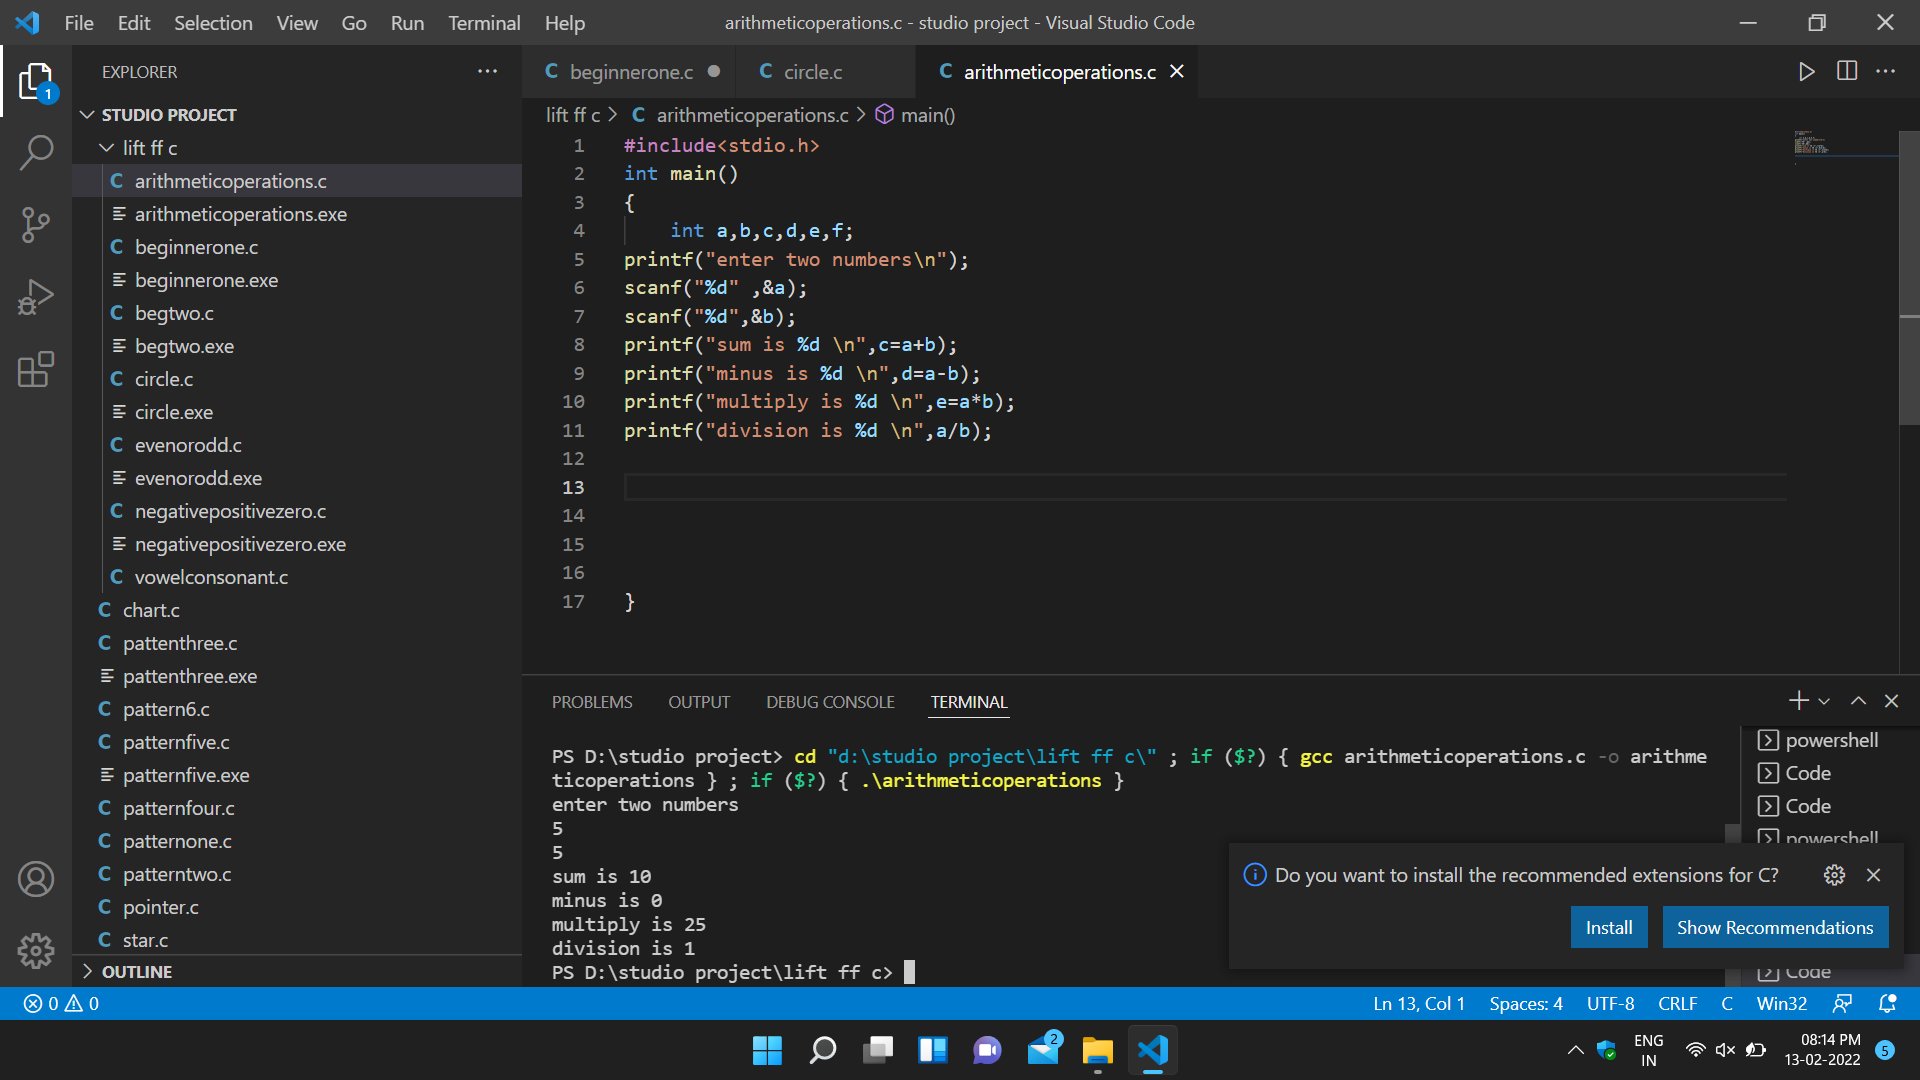 File Edit Selection View Go Run Terminal Help
arithmeticoperations.c - studio project - Visual Studio Code
1
EXPLORER
STUDIO PROJECT
lift ff c
C arithmeticoperations.c
arithmeticoperations.exe
C beginnerone.c
beginnerone.exe
C begtwo.c
begtwo.exe
C circle.c
circle.exe
C evenorodd.c
evenorodd.exe
C negativepositivezero.c
negativepositivezero.exe
C vowelconsonant.c
C chart.c
C pattenthree.c
pattenthree.exe
C pattern6.c
C patternfive.c
patternfive.exe
C patternfour.c
C patternone.c
C patterntwo.c
C pointer.c
C star.c
OUTLINE
C beginnerone.c C circle.c C arithmeticoperations.c
lift ff c > C arithmeticoperations.c > main()
1 #include<stdio.h>
2 int main()
3 {
4 int a,b,c,d,e,f;
5 printf("enter two numbers\n");
6 scanf("%d" ,&a);
7 scanf("%d",&b);
8 printf("sum is %d \n",c=a+b);
9 printf("minus is %d \n",d=a-b);
10 printf("multiply is %d \n",e=a*b);
11 printf("division is %d \n",a/b);
12
13
14
15
16
17 }
PROBLEMS OUTPUT DEBUG CONSOLE TERMINAL
PS D:\studio project> cd "d:\studio project\lift ff c\" ; if ($?) { gcc arithmeticoperations.c -o arithme
ticoperations } ; if ($?) { .\arithmeticoperations }
enter two numbers
5
5
sum is 10
minus is 0
multiply is 25
division is 1
PS D:\studio project\lift ff c>
powershell
Code
Code
powershell
Code
Do you want to install the recommended extensions for C?
Install Show Recommendations
0 0
Ln 13, Col 1 Spaces: 4 UTF-8 CRLF C Win32
2
ENG
IN
08:14 PM
13-02-2022
5